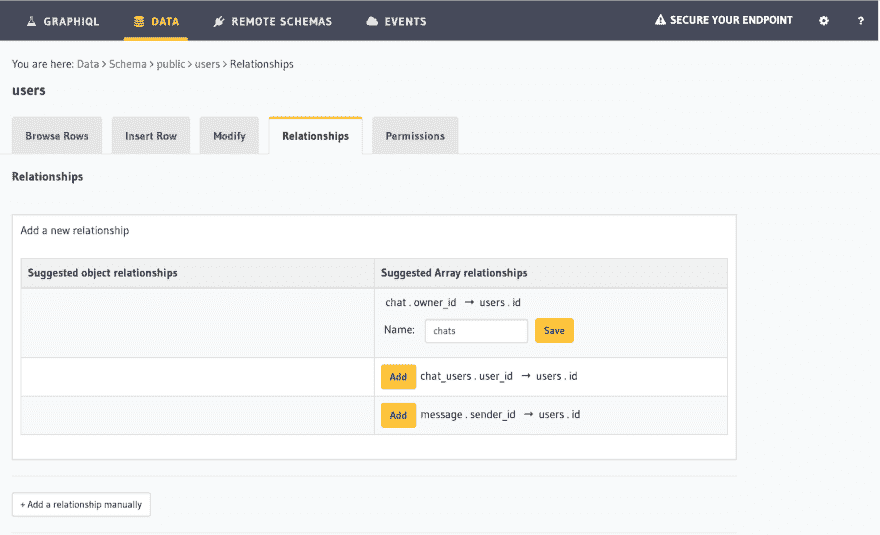 GRAPHIQL DATA REMOTE SCHEMAS EVENTS SECURE YOUR ENDPOINT ?
You are here: Data > Schema > public > users > Relationships
users
Browse Rows Insert Row Modify Relationships Permissions
Relationships
Add a new relationship
Suggested object relationships Suggested Array relationships
chat . owner_id → users . id
Name: chats Save
Add chat_users . user_id → users . id
Add message . sender_id → users . id
+ Add a relationship manually